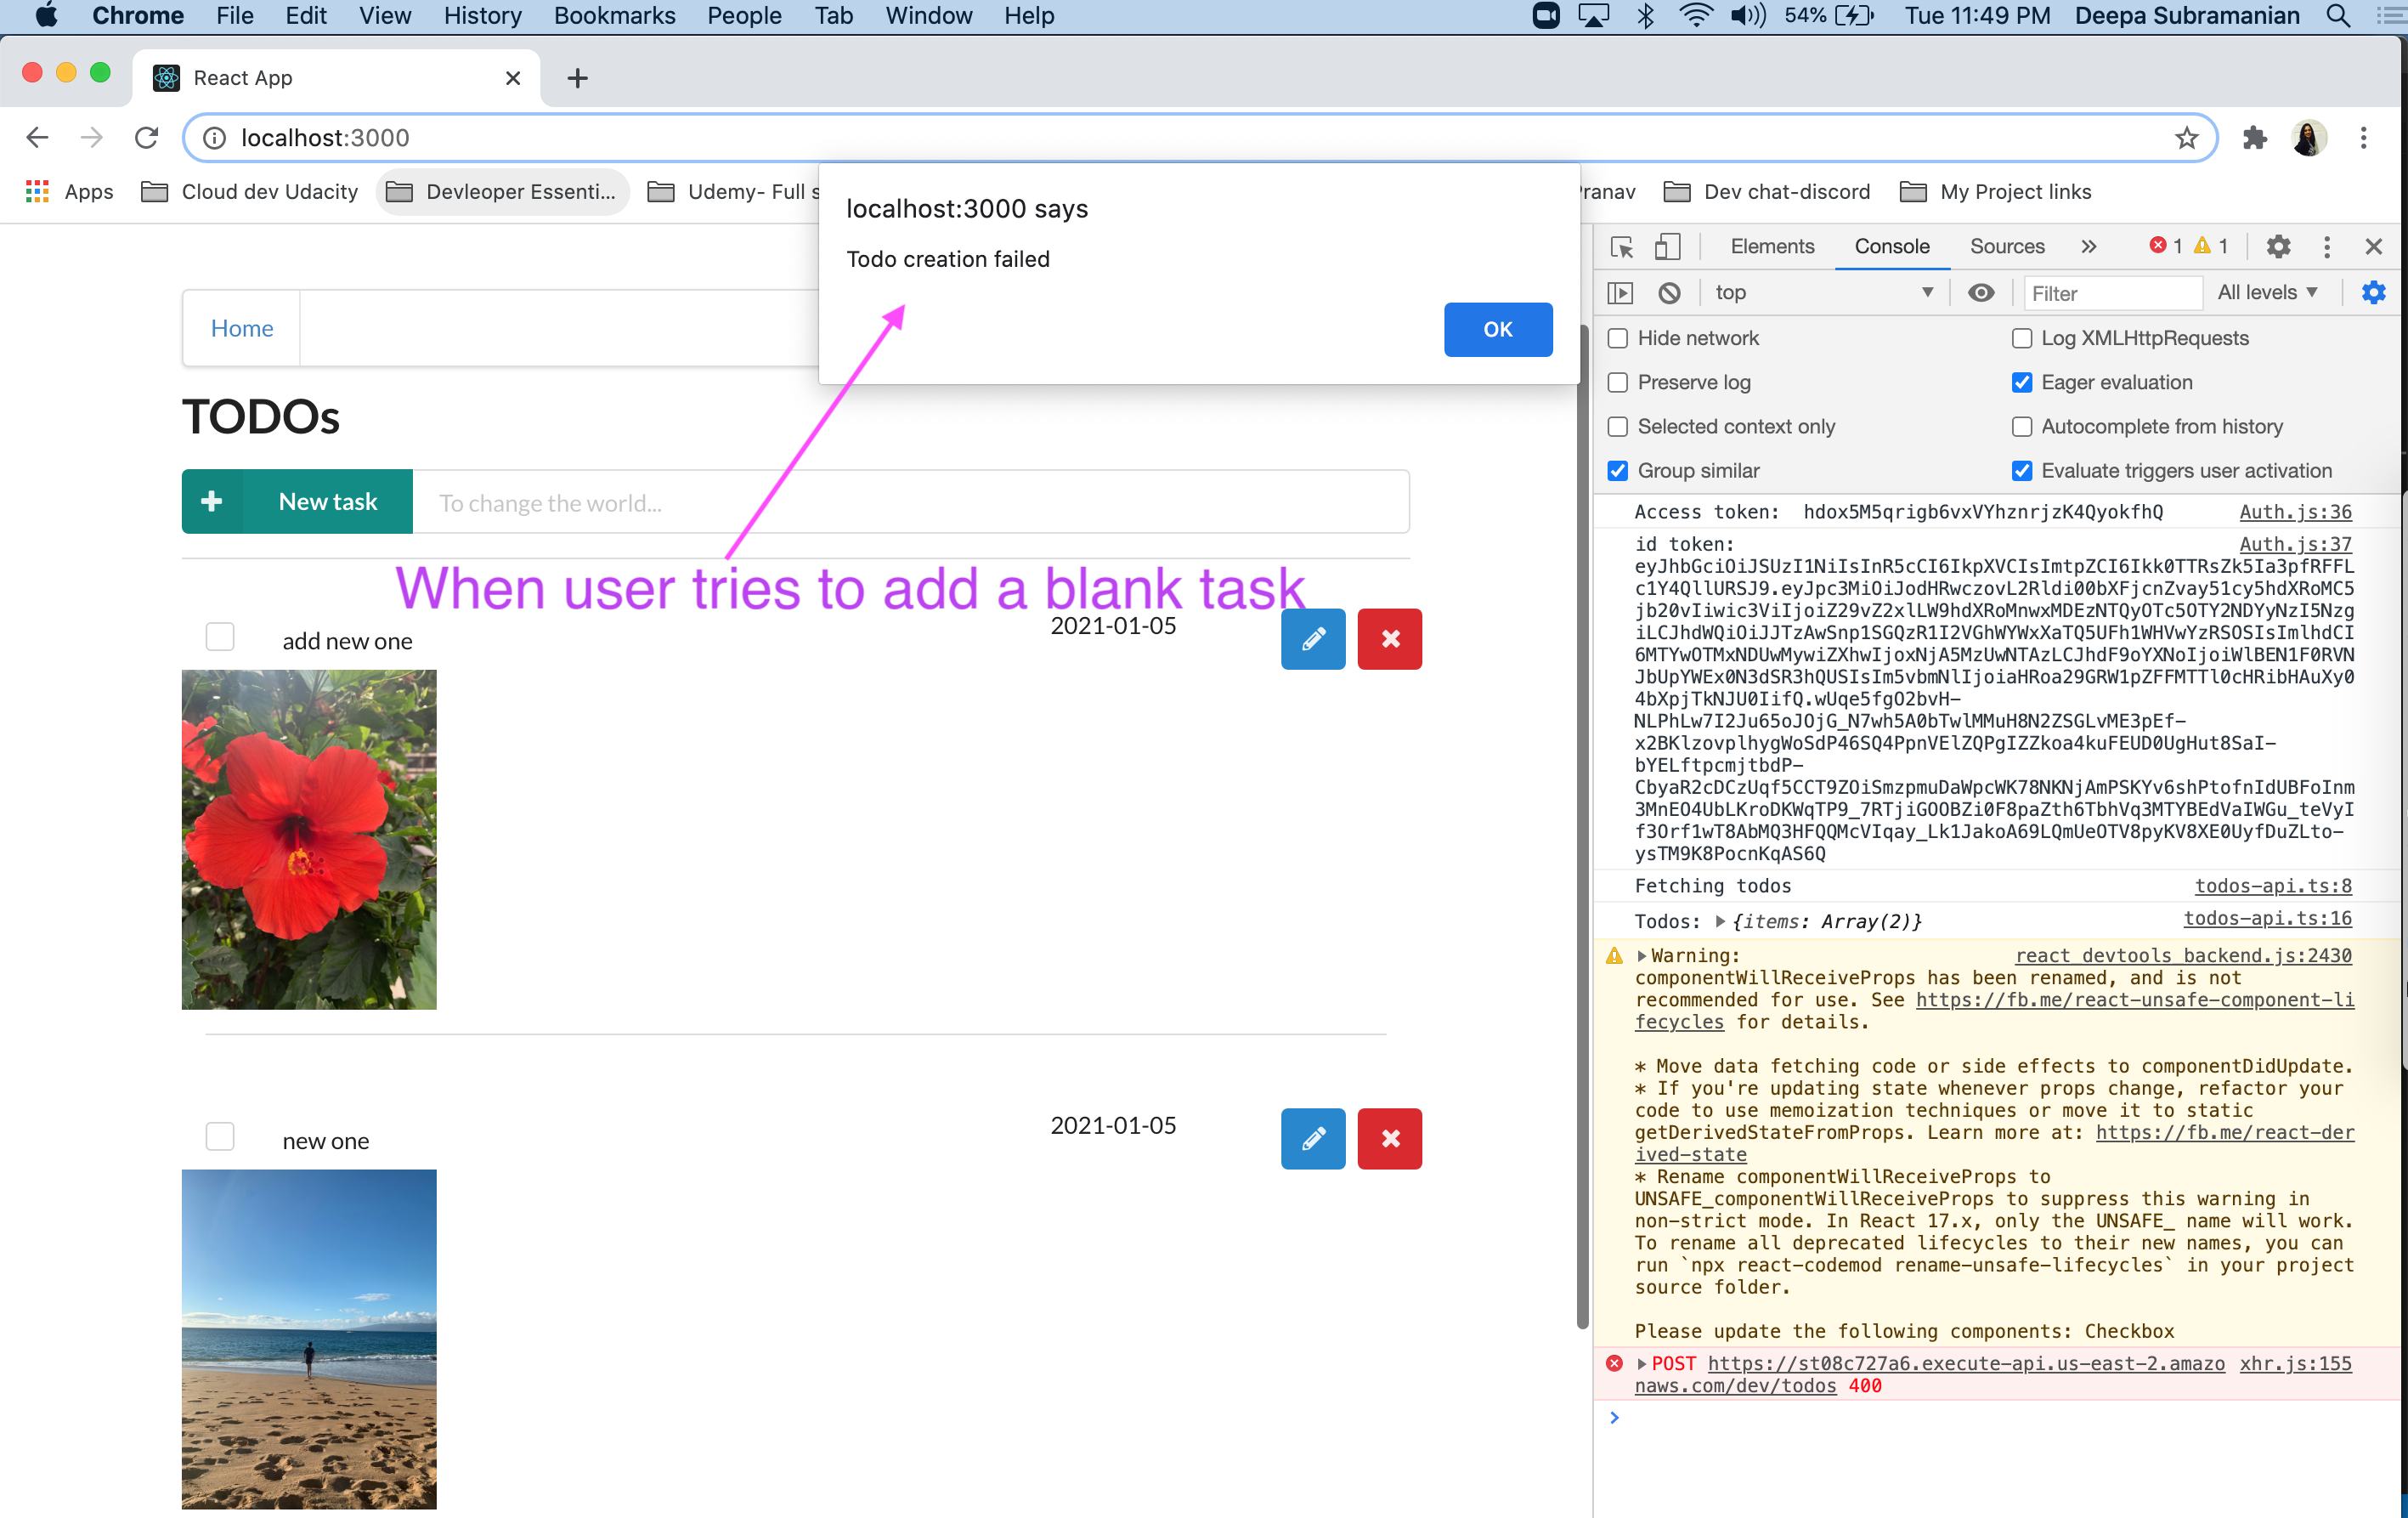 Chrome File Edit View History Bookmarks People Tab Window Help 54% Tue 11:49 PM Deepa Subramanian
React App
localhost:3000
Apps Cloud dev Udacity Devleoper Essenti... Udemy- Full s Pranav Dev chat-discord My Project links
localhost:3000 says
Todo creation failed
OK
Home
TODOs
New task To change the world...
When user tries to add a blank task
add new one 2021-01-05
new one 2021-01-05
Elements Console Sources 1 1
top Filter All levels
Hide network Log XMLHttpRequests
Preserve log Eager evaluation
Selected context only Autocomplete from history
Group similar Evaluate triggers user activation
Access token: Auth.js:36
id token: Auth.js:37
Fetching todos todos-api.ts:8
Todos: {items: Array(2)} todos-api.ts:16
Warning: react_devtools_backend.js:2430
componentWillReceiveProps has been renamed, and is not
recommended for use. See https://fb.me/react-unsafe-component-li
fecycles for details.
* Move data fetching code or side effects to componentDidUpdate.
* If you're updating state whenever props change, refactor your
code to use memoization techniques or move it to static
getDerivedStateFromProps. Learn more at: https://fb.me/react-der
ived-state
* Rename componentWillReceiveProps to
UNSAFE_componentWillReceiveProps to suppress this warning in
non-strict mode. In React 17.x, only the UNSAFE_ name will work.
To rename all deprecated lifecycles to their new names, you can
run `npx react-codemod rename-unsafe-lifecycles` in your project
source folder.
Please update the following components: Checkbox
POST https://st08c727a6.execute-api.us-east-2.amazo xhr.js:155
naws.com/dev/todos 400